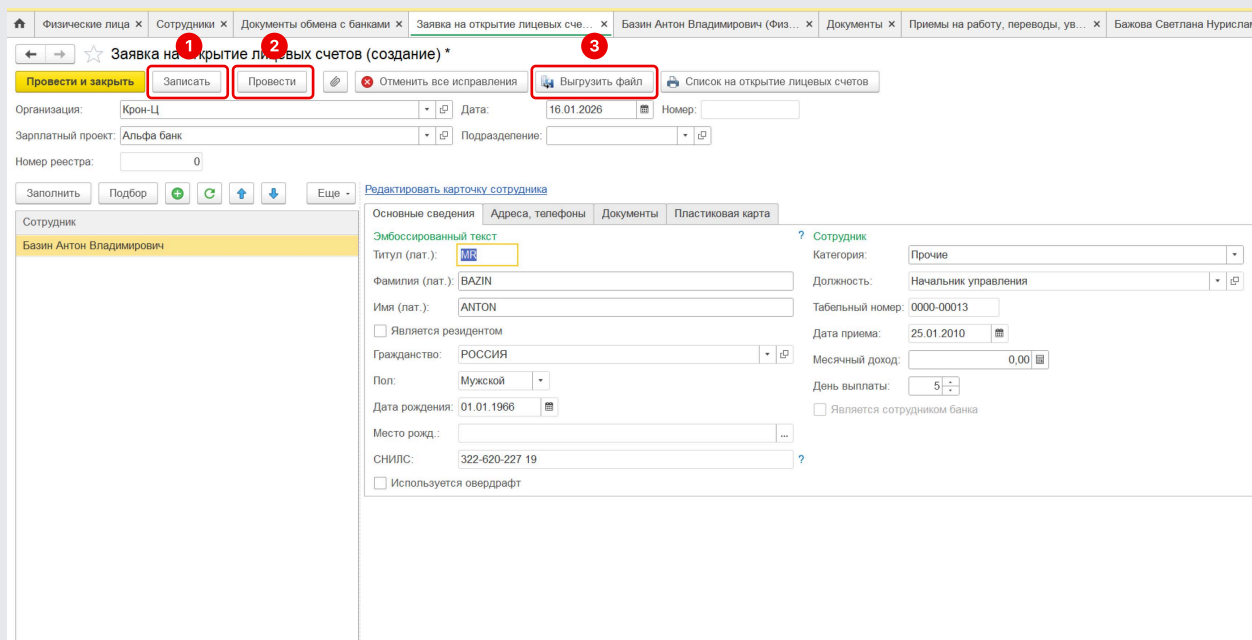 Физические лица × Сотрудники × Документы обмена с банками × Заявка на открытие лицевых сче... × Базин Антон Владимирович (Физ... × Документы × Приемы на работу, переводы, ув... × Бажова Светлана Нурислам
1 2 3
Заявка на открытие лицевых счетов (создание) *
Провести и закрыть Записать Провести Отменить все исправления Выгрузить файл Список на открытие лицевых счетов
Организация: Крон-Ц Дата: 16.01.2026 Номер:
Зарплатный проект: Альфа банк Подразделение:
Номер реестра: 0
Заполнить Подбор Еще Редактировать карточку сотрудника
Сотрудник Основные сведения Адреса, телефоны Документы Пластиковая карта
Базин Антон Владимирович Эмбоссированный текст ? Сотрудник
Титул (лат.): MR Категория: Прочие
Фамилия (лат.): BAZIN Должность: Начальник управления
Имя (лат.): ANTON Табельный номер: 0000-00013
Является резидентом Дата приема: 25.01.2010
Гражданство: РОССИЯ Месячный доход: 0,00
Пол: Мужской День выплаты: 5
Дата рождения: 01.01.1966 Является сотрудником банка
Место рожд.: ...
СНИЛС: 322-620-227 19 ?
Используется овердрафт